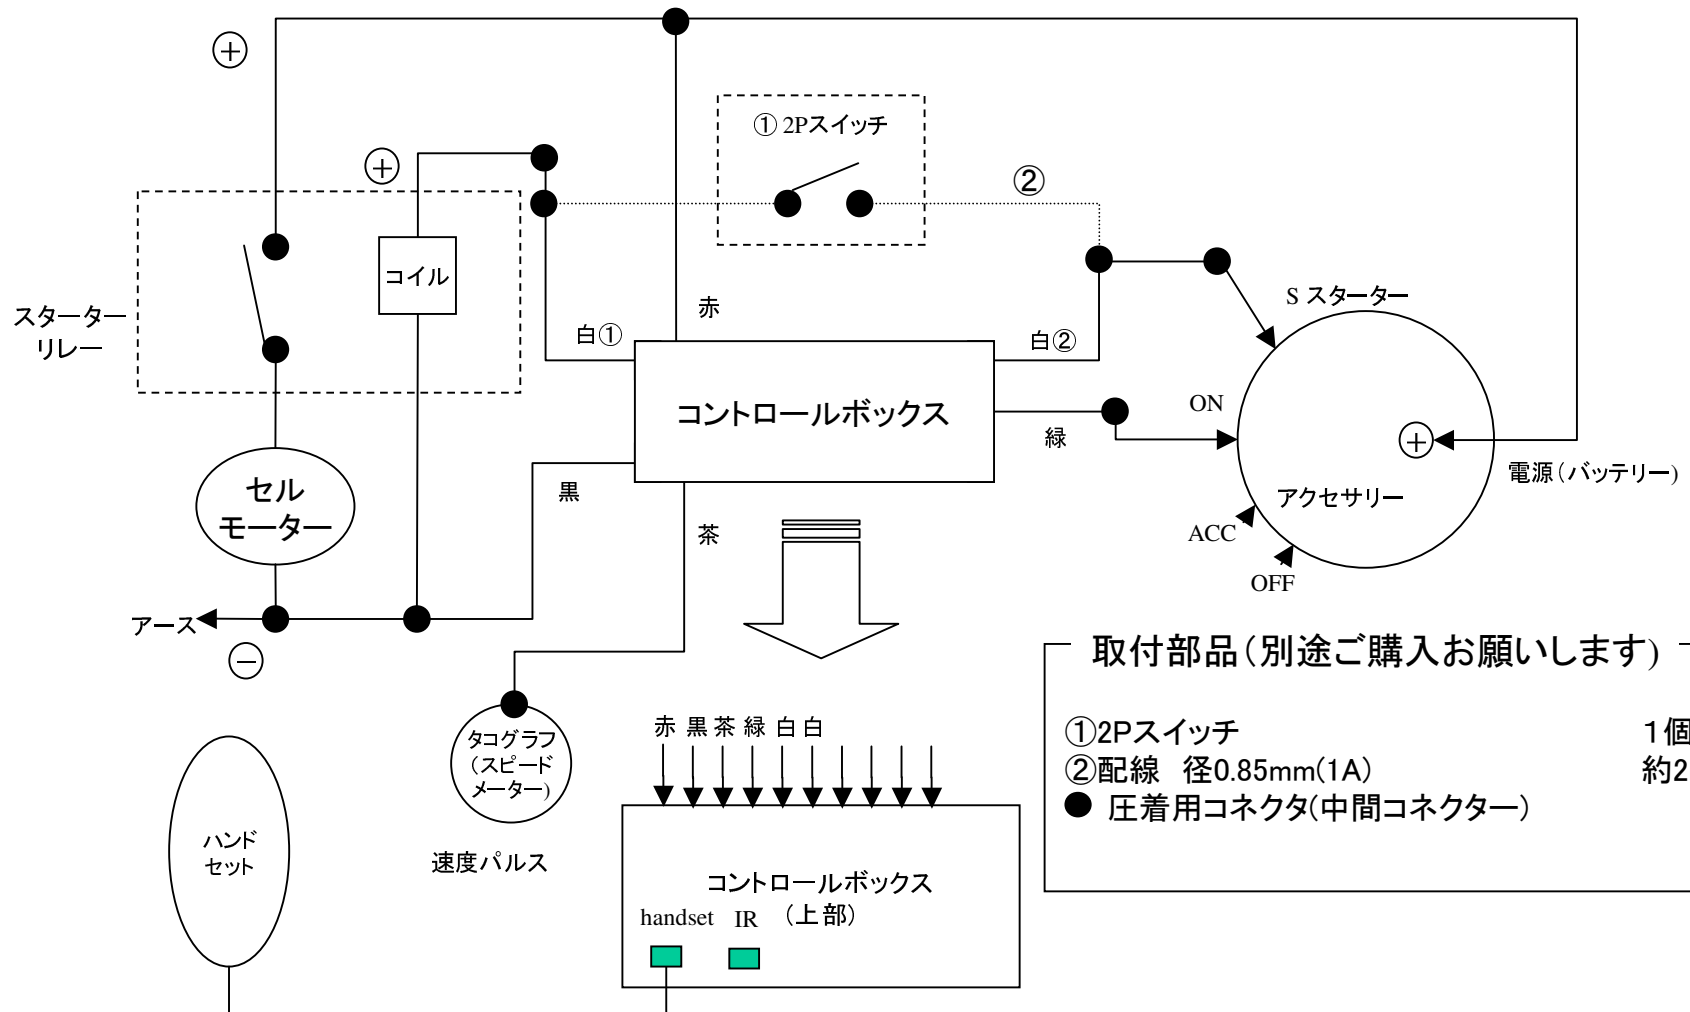 ① 2Pスイッチ
②
コイル
S スターター
スターター
リレー
赤
白①
白②
コントロールボックス
ON
緑
電源(バッテリー)
アクセサリー
セル
モーター
黒
茶
ACC
OFF
アース
取付部品(別途ご購入お願いします)
①2Pスイッチ 1個
②配線 径0.85mm(1A) 約2
● 圧着用コネクタ(中間コネクター)
赤 黒 茶 緑 白 白
タコグラフ
(スピード
メーター)
速度パルス
ハンド
セット
コントロールボックス
(上部)
handset IR